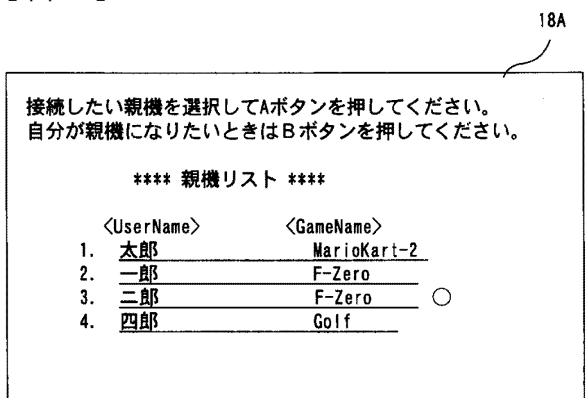 18A
接続したい親機を選択してAボタンを押してください。
自分が親機になりたいときはBボタンを押してください。
**** 親機リスト ****
<UserName> <GameName>
1. 太郎 MarioKart-2
2. 一郎 F-Zero
3. 二郎 F-Zero ○
4. 四郎 Golf